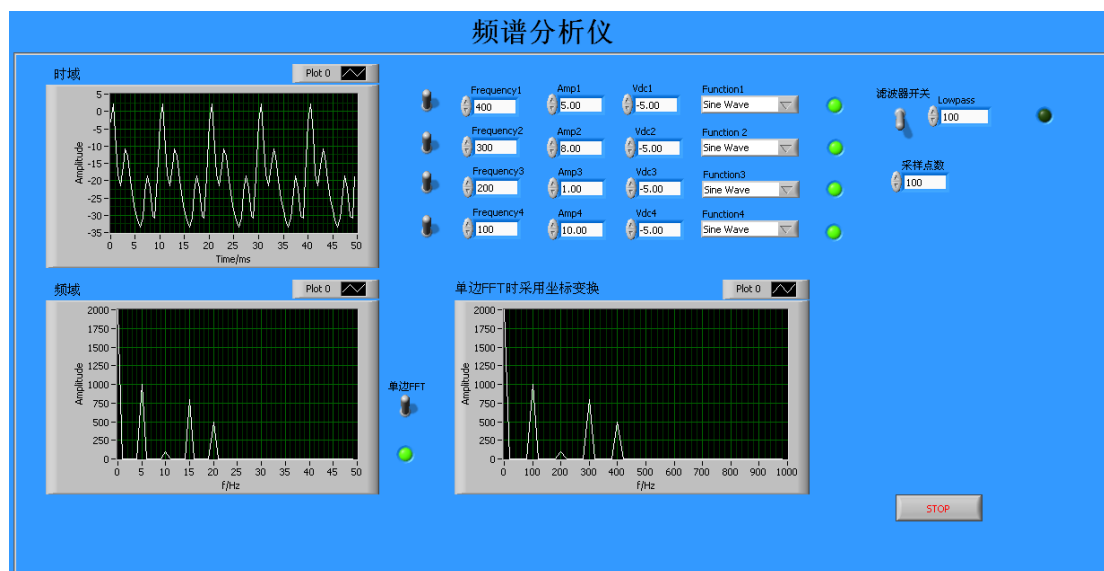 频谱分析仪
时域
Plot 0
Amplitude
5
0
-5
-10
-15
-20
-25
-30
-35
0 5 10 15 20 25 30 35 40 45 50
Time/ms
Frequency1 Amp1 Vdc1 Function1
400 5.00 -5.00 Sine Wave
Frequency2 Amp2 Vdc2 Function 2
300 8.00 -5.00 Sine Wave
Frequency3 Amp3 Vdc3 Function3
200 1.00 -5.00 Sine Wave
Frequency4 Amp4 Vdc4 Function4
100 10.00 -5.00 Sine Wave
滤波器开关
Lowpass
100
采样点数
100
频域
Plot 0
Amplitude
2000
1750
1500
1250
1000
750
500
250
0
0 5 10 15 20 25 30 35 40 45 50
f/Hz
单边FFT
单边FFT时采用坐标变换
Plot 0
Amplitude
2000
1750
1500
1250
1000
750
500
250
0
0 100 200 300 400 500 600 700 800 900 1000
f/Hz
STOP